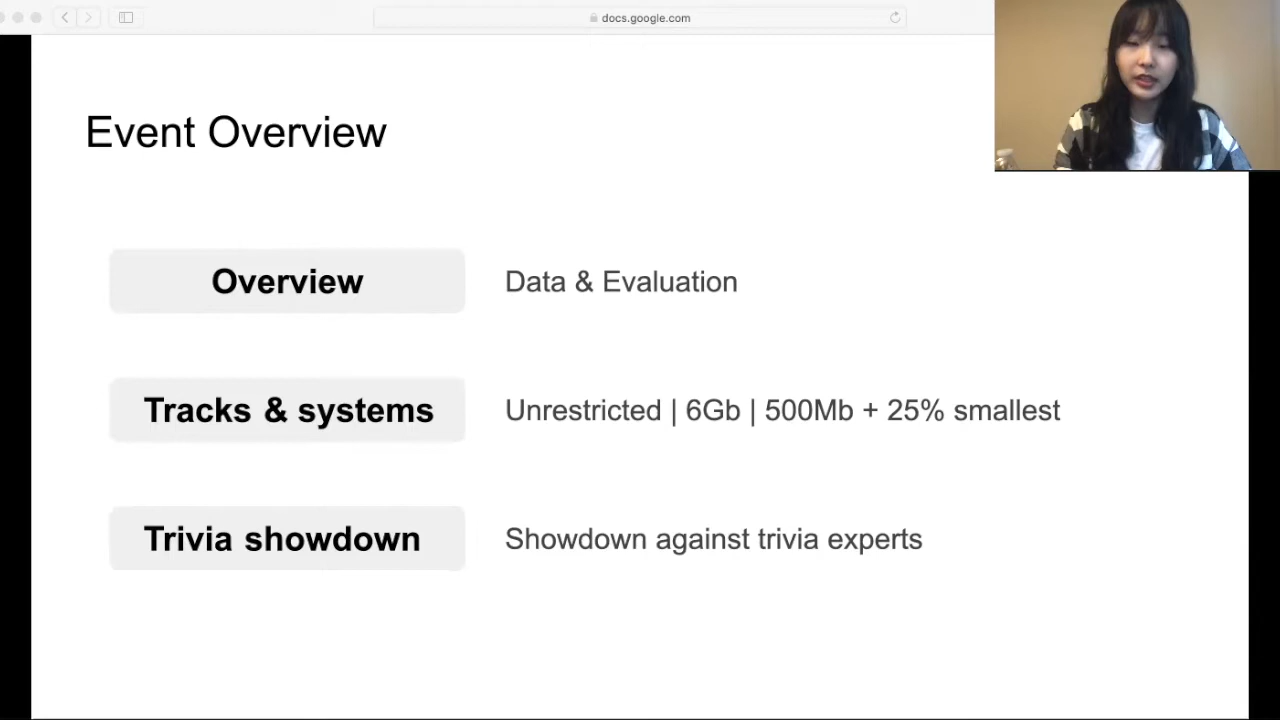 docs.google.com
Event Overview
Overview
Data & Evaluation
Tracks & systems
Unrestricted | 6Gb | 500Mb + 25% smallest
Trivia showdown
Showdown against trivia experts